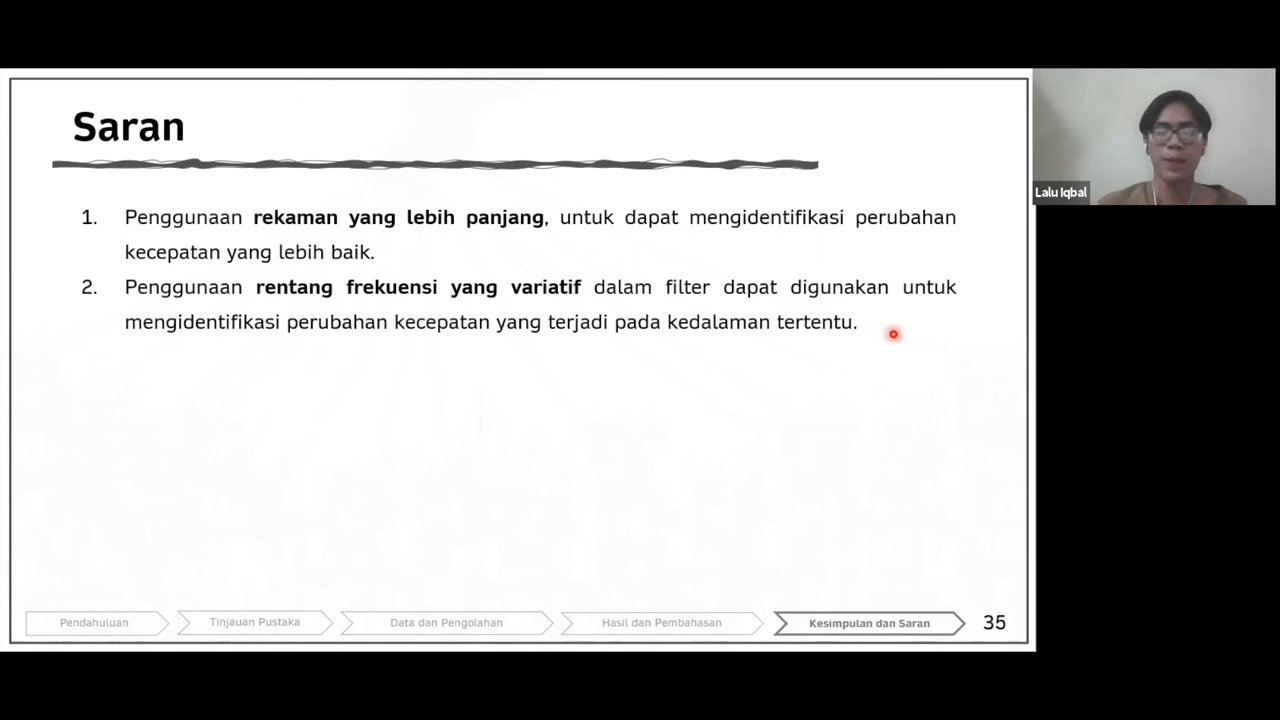 Saran
Lalu Iqbal
1. Penggunaan rekaman yang lebih panjang, untuk dapat mengidentifikasi perubahan
kecepatan yang lebih baik.
2. Penggunaan rentang frekuensi yang variatif dalam filter dapat digunakan untuk
mengidentifikasi perubahan kecepatan yang terjadi pada kedalaman tertentu.
Pendahuluan
Tinjauan Pustaka
Data dan Pengolahan
Hasil dan Pembahasan
Kesimpulan dan Saran
35